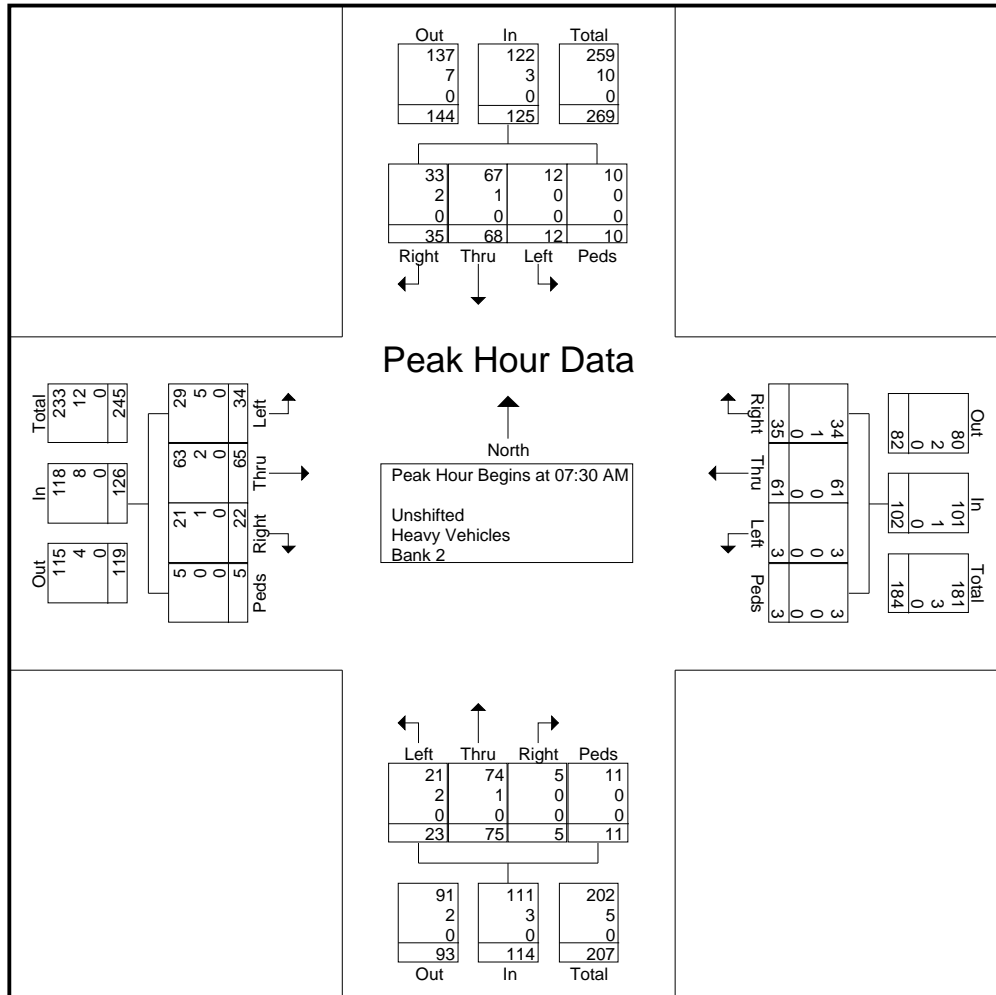 Out In Total
137 122 259
7 3 10
0 0 0
144 125 269
33 67 12 10
2 1 0 0
0 0 0 0
35 68 12 10
Right Thru Left Peds
Peak Hour Data
North
Peak Hour Begins at 07:30 AM
Unshifted
Heavy Vehicles
Bank 2
Total
233
12
0
245
In
118
8
0
126
Out
115
4
0
119
29
5
0
34
Left
63
2
0
65
Thru
21
1
0
22
Right
5
0
0
5
Peds
Right
34
1
0
35
Thru
61
0
0
61
Left
3
0
0
3
Peds
3
0
0
3
Out
80
2
0
82
In
101
1
0
102
Total
181
3
0
184
Left Thru Right Peds
21 74 5 11
2 1 0 0
0 0 0 0
23 75 5 11
91 111 202
2 3 5
0 0 0
93 114 207
Out In Total